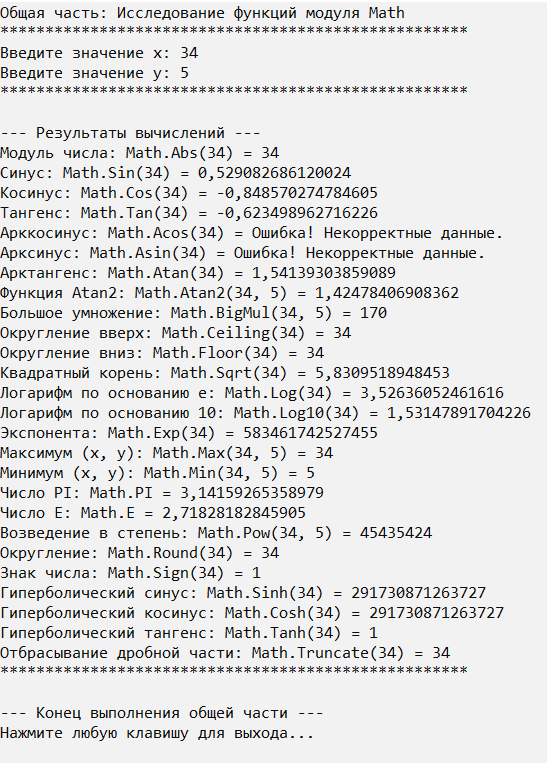 Общая часть: Исследование функций модуля Math
****************************************************
Введите значение x: 34
Введите значение y: 5
****************************************************
--- Результаты вычислений ---
Модуль числа: Math.Abs(34) = 34
Синус: Math.Sin(34) = 0,529082686120024
Косинус: Math.Cos(34) = -0,848570274784605
Тангенс: Math.Tan(34) = -0,623498962716226
Арккосинус: Math.Acos(34) = Ошибка! Некорректные данные.
Арксинус: Math.Asin(34) = Ошибка! Некорректные данные.
Арктангенс: Math.Atan(34) = 1,54139303859089
Функция Atan2: Math.Atan2(34, 5) = 1,42478406908362
Большое умножение: Math.BigMul(34, 5) = 170
Округление вверх: Math.Ceiling(34) = 34
Округление вниз: Math.Floor(34) = 34
Квадратный корень: Math.Sqrt(34) = 5,8309518948453
Логарифм по основанию e: Math.Log(34) = 3,52636052461616
Логарифм по основанию 10: Math.Log10(34) = 1,53147891704226
Экспонента: Math.Exp(34) = 583461742527455
Максимум (x, y): Math.Max(34, 5) = 34
Минимум (x, y): Math.Min(34, 5) = 5
Число PI: Math.PI = 3,14159265358979
Число E: Math.E = 2,71828182845905
Возведение в степень: Math.Pow(34, 5) = 45435424
Округление: Math.Round(34) = 34
Знак числа: Math.Sign(34) = 1
Гиперболический синус: Math.Sinh(34) = 291730871263727
Гиперболический косинус: Math.Cosh(34) = 291730871263727
Гиперболический тангенс: Math.Tanh(34) = 1
Отбрасывание дробной части: Math.Truncate(34) = 34
****************************************************
--- Конец выполнения общей части ---
Нажмите любую клавишу для выхода...